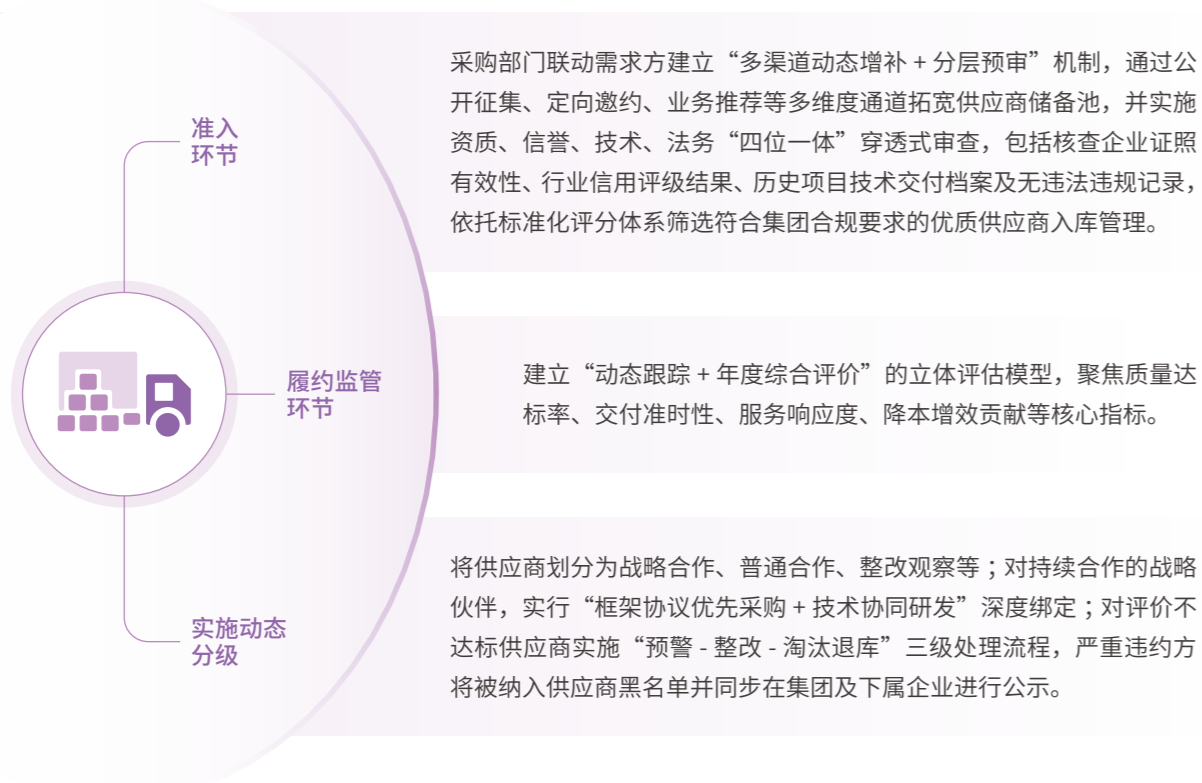 准入
环节
采购部门联动需求方建立“多渠道动态增补 + 分层预审”机制，通过公
开征集、定向邀约、业务推荐等多维度通道拓宽供应商储备池，并实施
资质、信誉、技术、法务“四位一体”穿透式审查，包括核查企业证照
有效性、行业信用评级结果、历史项目技术交付档案及无违法违规记录，
依托标准化评分体系筛选符合集团合规要求的优质供应商入库管理。
履约监管
环节
建立“动态跟踪 + 年度综合评价”的立体评估模型，聚焦质量达
标率、交付准时性、服务响应度、降本增效贡献等核心指标。
实施动态
分级
将供应商划分为战略合作、普通合作、整改观察等；对持续合作的战略
伙伴，实行“框架协议优先采购 + 技术协同研发”深度绑定；对评价不
达标供应商实施“预警 - 整改 - 淘汰退库”三级处理流程，严重违约方
将被纳入供应商黑名单并同步在集团及下属企业进行公示。